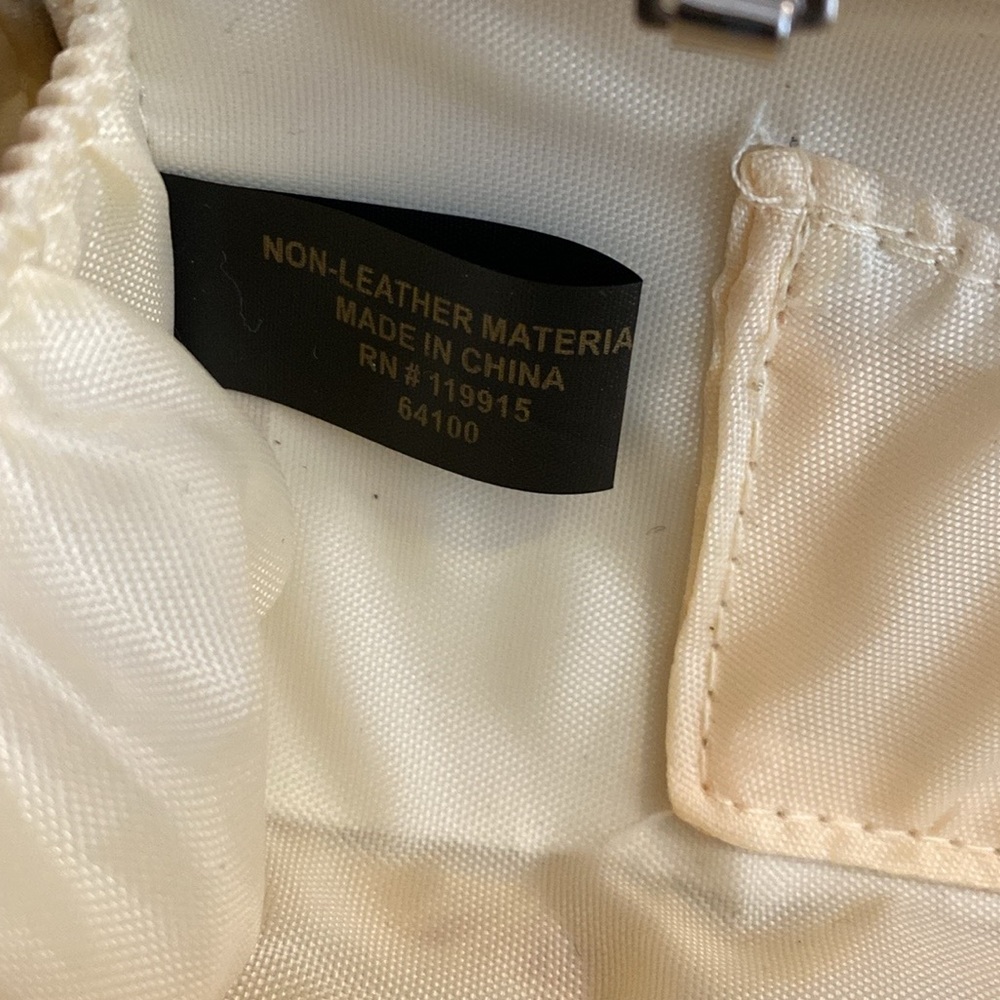 NON-LEATHER MATERIA
MADE IN CHINA
RN # 119915
64100